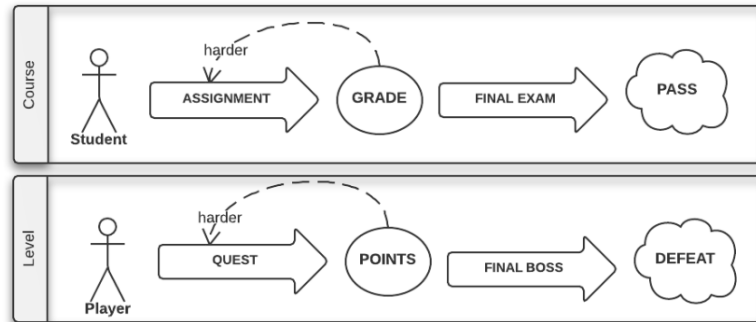 Course
harder
Student
ASSIGNMENT
GRADE
FINAL EXAM
PASS
Level
harder
Player
QUEST
POINTS
FINAL BOSS
DEFEAT